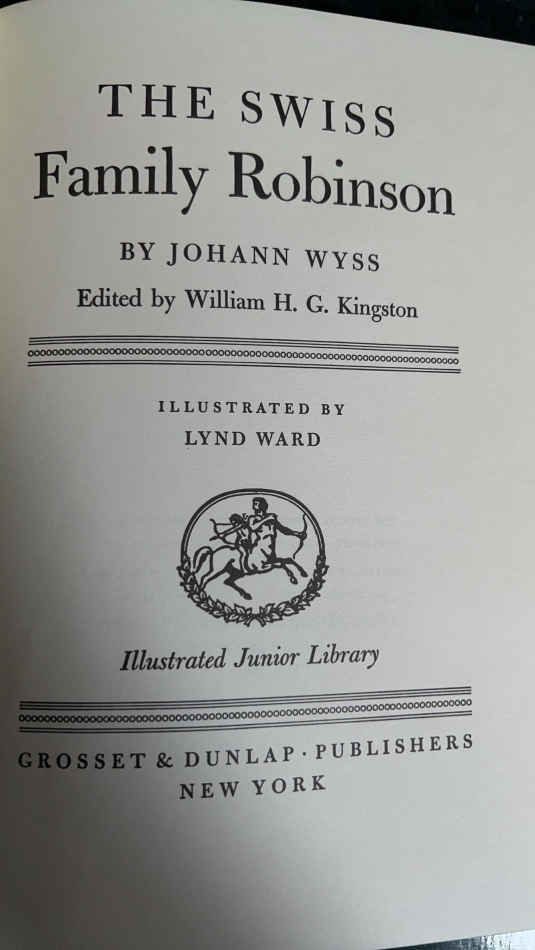 THE SWISS
Family Robinson
BY JOHANN WYSS
Edited by William H. G. Kingston
ILLUSTRATED BY
LYND WARD
Illustrated Junior Library
GROSSET & DUNLAP · PUBLISHERS
NEW YORK